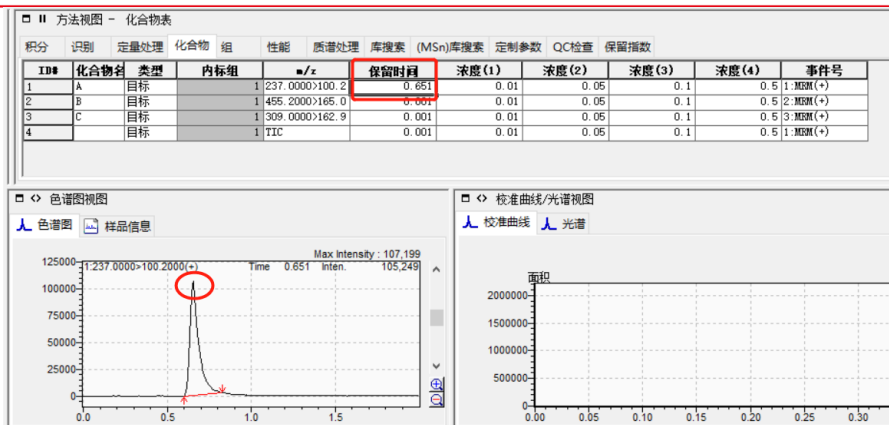 方法视图 - 化合物表
积分 识别 定量处理 化合物 组 性能 质谱处理 库搜索 (MSn)库搜索 定制参数 QC检查 保留指数
ID# 化合物名 类型 内标组 m/z 保留时间 浓度(1) 浓度(2) 浓度(3) 浓度(4) 事件号
1 A 目标 1 237.0000>100.2 0.651 0.01 0.05 0.1 0.5 1:MRM(+)
2 B 目标 1 455.2000>165.0 0.001 0.01 0.05 0.1 0.5 2:MRM(+)
3 C 目标 1 309.0000>162.9 0.001 0.01 0.05 0.1 0.5 3:MRM(+)
4 目标 1 TIC 0.001 0.01 0.05 0.1 0.5 1:MRM(+)
色谱图视图
色谱图 样品信息
Max Intensity : 107,199
1:237.0000>100.2000(+) Time 0.651 Inten. 105,249
125000
100000
75000
50000
25000
0
0.0 0.5 1.0 1.5
校准曲线/光谱视图
校准曲线 光谱
面积
2000000
1500000
1000000
500000
0
0.00 0.05 0.10 0.15 0.20 0.25 0.30